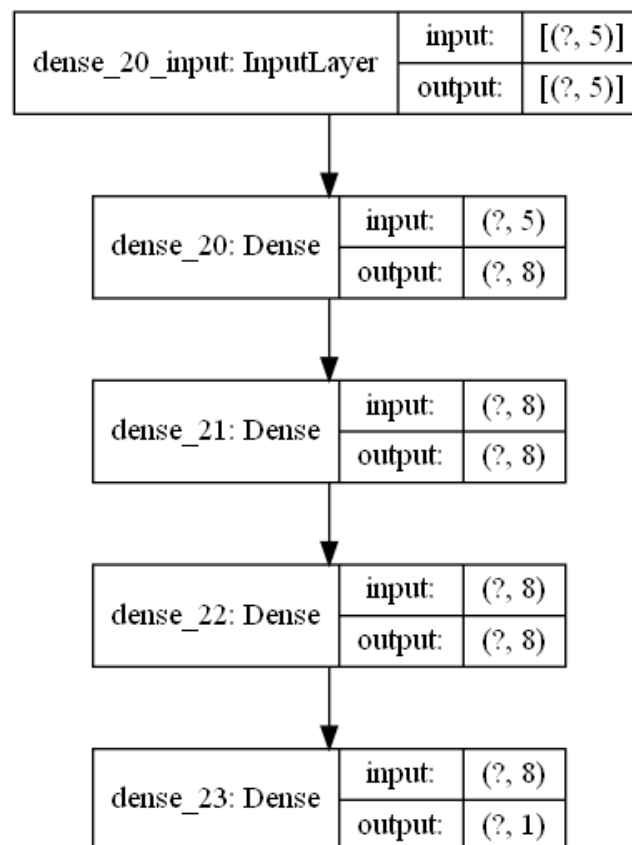 dense_20_input: InputLayer
input: [(?, 5)]
output: [(?, 5)]
dense_20: Dense
input: (?, 5)
output: (?, 8)
dense_21: Dense
input: (?, 8)
output: (?, 8)
dense_22: Dense
input: (?, 8)
output: (?, 8)
dense_23: Dense
input: (?, 8)
output: (?, 1)